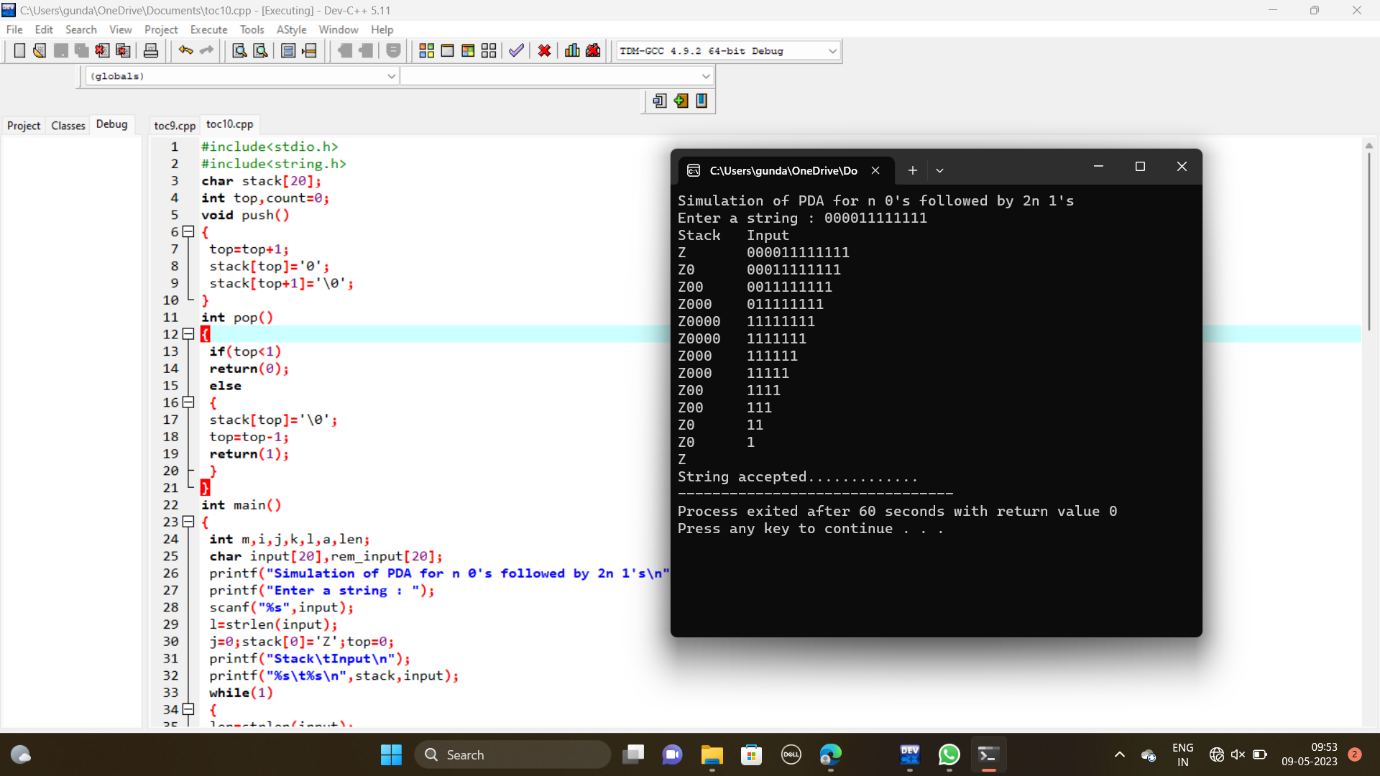 C:\Users\gunda\OneDrive\Documents\toc10.cpp - [Executing] - Dev-C++ 5.11
File Edit Search View Project Execute Tools AStyle Window Help
TDM-GCC 4.9.2 64-bit Debug
(globals)
Project Classes Debug toc9.cpp toc10.cpp
1 #include<stdio.h>
2 #include<string.h>
3 char stack[20];
4 int top,count=0;
5 void push()
6 {
7 top=top+1;
8 stack[top]='0';
9 stack[top+1]='\0';
10 }
11 int pop()
12 {
13 if(top<1)
14 return(0);
15 else
16 {
17 stack[top]='\0';
18 top=top-1;
19 return(1);
20 }
21 }
22 int main()
23 {
24 int m,i,j,k,l,a,len;
25 char input[20],rem_input[20];
26 printf("Simulation of PDA for n 0's followed by 2n 1's\n"
27 printf("Enter a string : ");
28 scanf("%s",input);
29 l=strlen(input);
30 j=0;stack[0]='Z';top=0;
31 printf("Stack\tInput\n");
32 printf("%s\t%s\n",stack,input);
33 while(1)
34 {
35 len=strlen(input);
C:\Users\gunda\OneDrive\Do
Simulation of PDA for n 0's followed by 2n 1's
Enter a string : 000011111111
Stack Input
Z 000011111111
Z0 00011111111
Z00 0011111111
Z000 011111111
Z0000 11111111
Z0000 1111111
Z000 111111
Z000 11111
Z00 1111
Z00 111
Z0 11
Z0 1
Z
String accepted.............
--------------------------------
Process exited after 60 seconds with return value 0
Press any key to continue . . .
Search
DELL
DEV
ENG
IN
09:53
09-05-2023
2